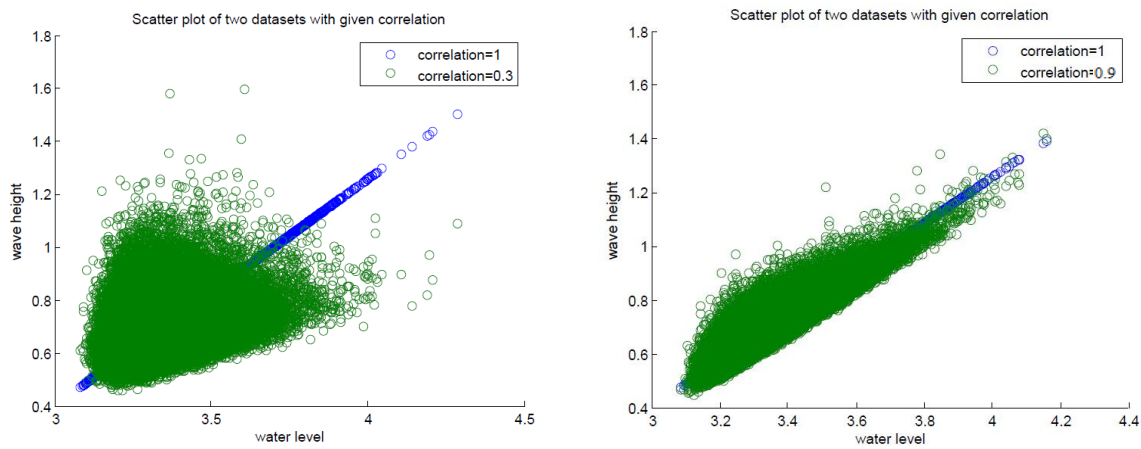 Scatter plot of two datasets with given correlation
1.8
1.6
1.4
1.2
1
0.8
0.6
0.4
wave height
correlation=1
correlation=0.3
3
3.5
4
4.5
water level
Scatter plot of two datasets with given correlation
1.8
1.6
1.4
1.2
1
0.8
0.6
0.4
wave height
correlation=1
correlation=0.9
3
3.2
3.4
3.6
3.8
4
4.2
4.4
water level